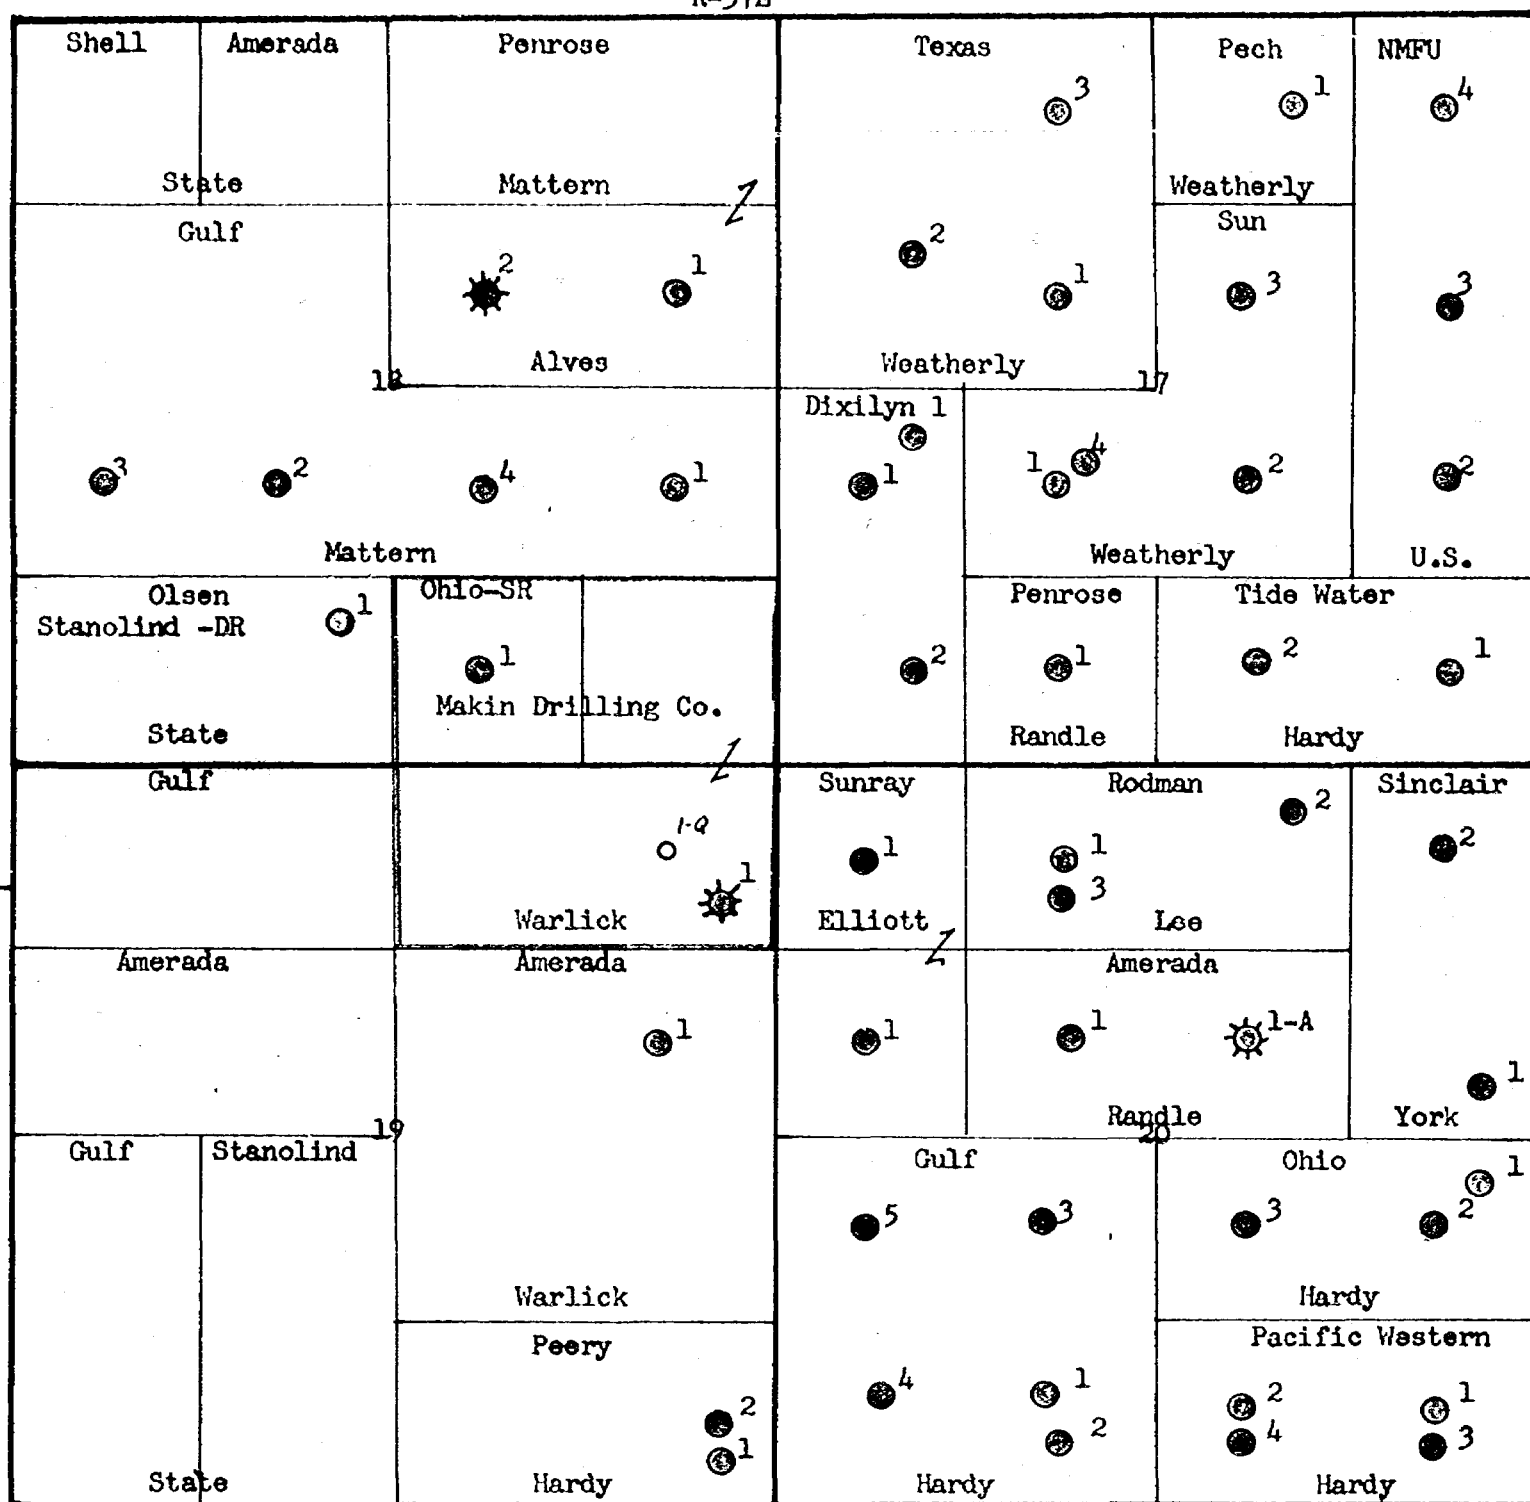 Shell Amerada Penrose Texas Pech NMFU
3 1 4
State Mattern Weatherly
Gulf Sun
2 1 2 1 3 3
Alves Weatherly
18 17
Dixilyn 1
3 2 4 1 1 1 4 2 2
Mattern Weatherly U.S.
Olsen Ohio-SR Penrose Tide Water
Stanolind -DR 1
1 2 1 2 1
Makin Drilling Co.
State Randle Hardy
Gulf Sunray Rodman Sinclair
2
1-Q 1 1 2
1 3
Warlick Elliott Lee
Amerada Amerada Amerada
1 1 1 1-A
1
Randle York
19 20
Gulf Stanolind Gulf Ohio
1
5 3 3 2
Warlick Hardy
Peery Pacific Western
4 1 2 1
2 2 4 3
1
State Hardy Hardy Hardy